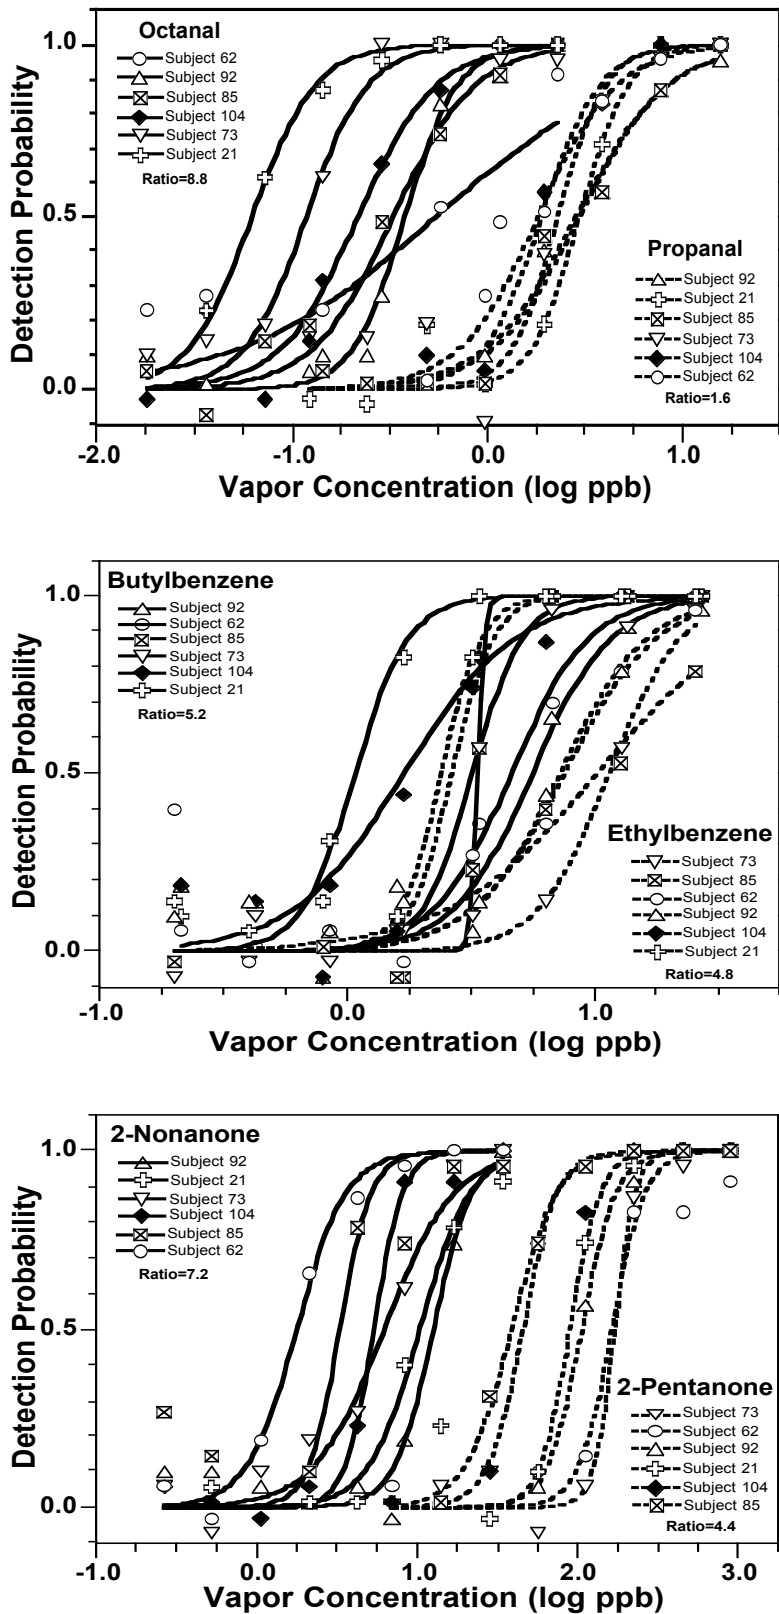 Octanal
Subject 62
Subject 92
Subject 85
Subject 104
Subject 73
Subject 21
Ratio=8.8
Propanal
Subject 92
Subject 21
Subject 85
Subject 73
Subject 104
Subject 62
Ratio=1.6
Detection Probability
1.0
0.5
0.0
-2.0 -1.0 0.0 1.0
Vapor Concentration (log ppb)
Butylbenzene
Subject 92
Subject 62
Subject 85
Subject 73
Subject 104
Subject 21
Ratio=5.2
Ethylbenzene
Subject 73
Subject 85
Subject 62
Subject 92
Subject 104
Subject 21
Ratio=4.8
Detection Probability
1.0
0.5
0.0
-1.0 0.0 1.0
Vapor Concentration (log ppb)
2-Nonanone
Subject 92
Subject 21
Subject 73
Subject 104
Subject 85
Subject 62
Ratio=7.2
2-Pentanone
Subject 73
Subject 62
Subject 92
Subject 21
Subject 104
Subject 85
Ratio=4.4
Detection Probability
1.0
0.5
0.0
-1.0 0.0 1.0 2.0 3.0
Vapor Concentration (log ppb)